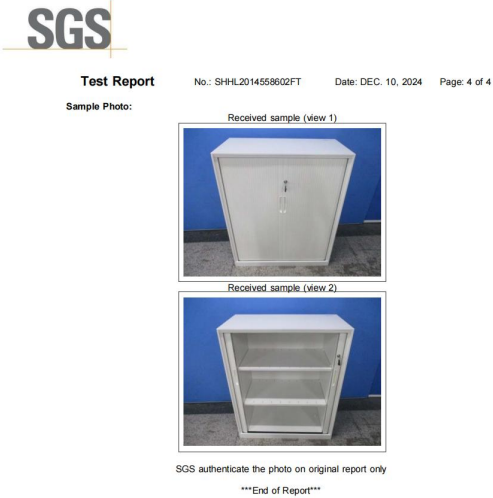 SGS
Test Report No.: SHHL2014558602FT Date: DEC. 10, 2024 Page: 4 of 4
Sample Photo:
Received sample (view 1)
Received sample (view 2)
SGS authenticate the photo on original report only
***End of Report***